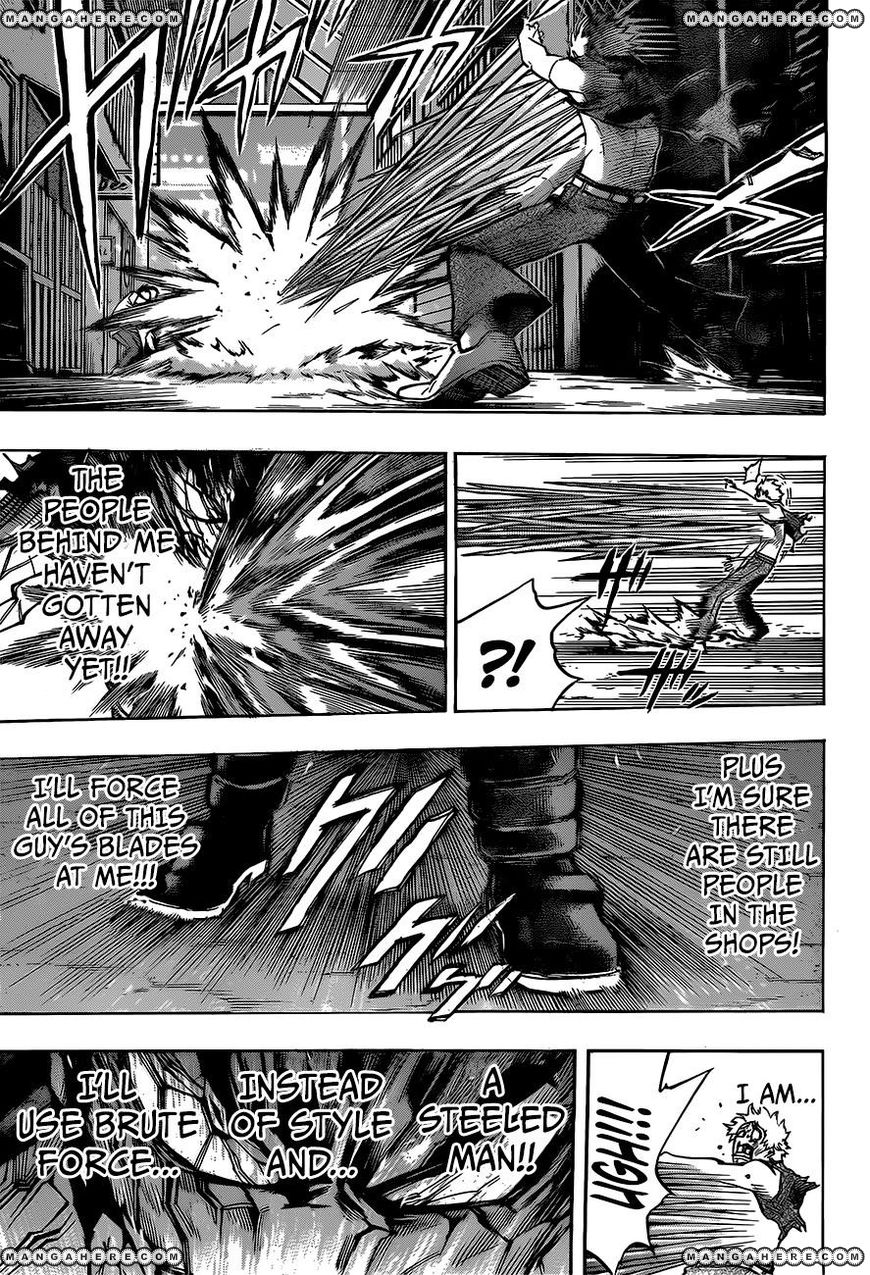 MANGAHERE.COM
MANGAHERE.COM
?!
THE
PEOPLE
BEHIND ME
HAVEN'T
GOTTEN
AWAY
YET!!
PLUS
I'M SURE
THERE
ARE STILL
PEOPLE
IN THE
SHOPS!
I'LL FORCE
ALL OF THIS
GUY'S BLADES
AT ME!!!
I AM...
UGH!!!
A
STEELED
MAN!!
INSTEAD
OF STYLE
AND...
I'LL
USE BRUTE
FORCE...
MANGAHERE.COM
MANGAHERE.COM